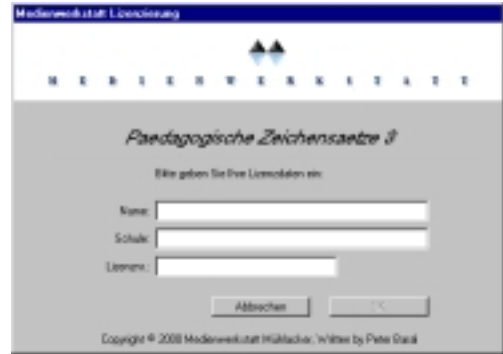 Medienwerkstatt Lizenzierung
M E D I E N W E R K S T A T T
Paedagogische Zeichensaetze 3
Bitte geben Sie Ihre Lizenzdaten ein:
Name:
Schule:
Lizenznr.:
Abbrechen
OK
Copyright © 2000 Medienwerkstatt Mühlacker, Written by Peter